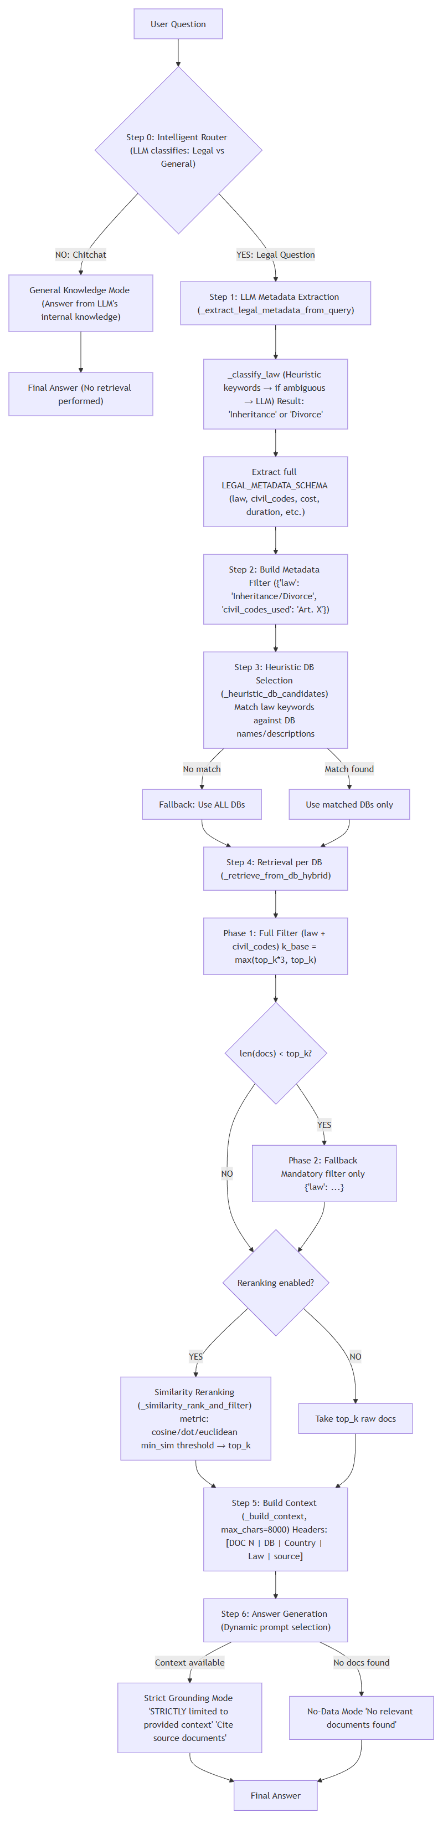 User Question
Step 0: Intelligent Router
(LLM classifies: Legal vs
General)
NO: Chitchat
YES: Legal Question
General Knowledge Mode
(Answer from LLM's
internal knowledge)
Step 1: LLM Metadata Extraction
(_extract_legal_metadata_from_query)
Final Answer (No retrieval
performed)
_classify_law (Heuristic
keywords → if ambiguous
→ LLM) Result:
'Inheritance' or 'Divorce'
Extract full
LEGAL_METADATA_SCHEMA
(law, civil_codes, cost,
duration, etc.)
Step 2: Build Metadata
Filter ({'law':
'Inheritance/Divorce',
'civil_codes_used': 'Art. X'})
Step 3: Heuristic DB
Selection
(_heuristic_db_candidates)
Match law keywords
against DB
names/descriptions
No match
Match found
Fallback: Use ALL DBs
Use matched DBs only
Step 4: Retrieval per DB
(_retrieve_from_db_hybrid)
Phase 1: Full Filter (law +
civil_codes) k_base =
max(top_k*3, top_k)
len(docs) < top_k?
YES
NO
Phase 2: Fallback
Mandatory filter only
{'law': ...}
Reranking enabled?
YES
NO
Similarity Reranking
(_similarity_rank_and_filter)
metric:
cosine/dot/euclidean
min_sim threshold → top_k
Take top_k raw docs
Step 5: Build Context
(_build_context,
max_chars=8000) Headers:
[DOC N | DB | Country |
Law | source]
Step 6: Answer Generation
(Dynamic prompt selection)
Context available
No docs found
Strict Grounding Mode
'STRICTLY limited to
provided context' 'Cite
source documents'
No-Data Mode 'No relevant
documents found'
Final Answer